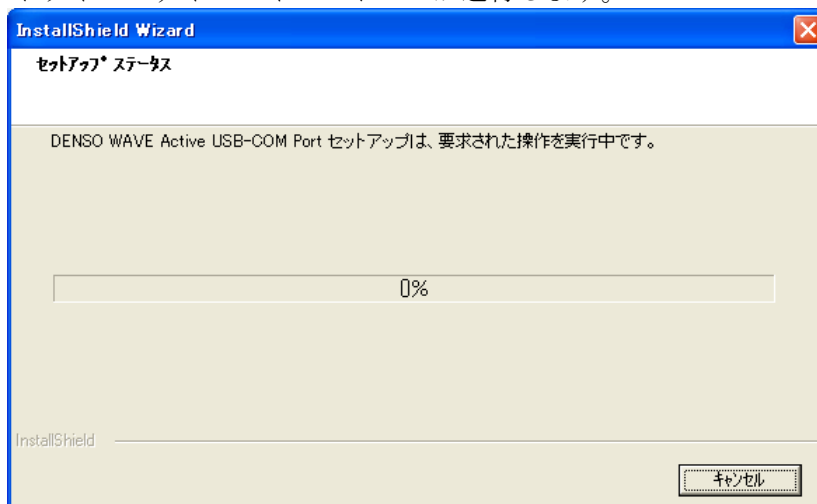 InstallShield Wizard
セットアップ ステータス
DENSO WAVE Active USB-COM Port セットアップは、要求された操作を実行中です。
0%
InstallShield
キャンセル